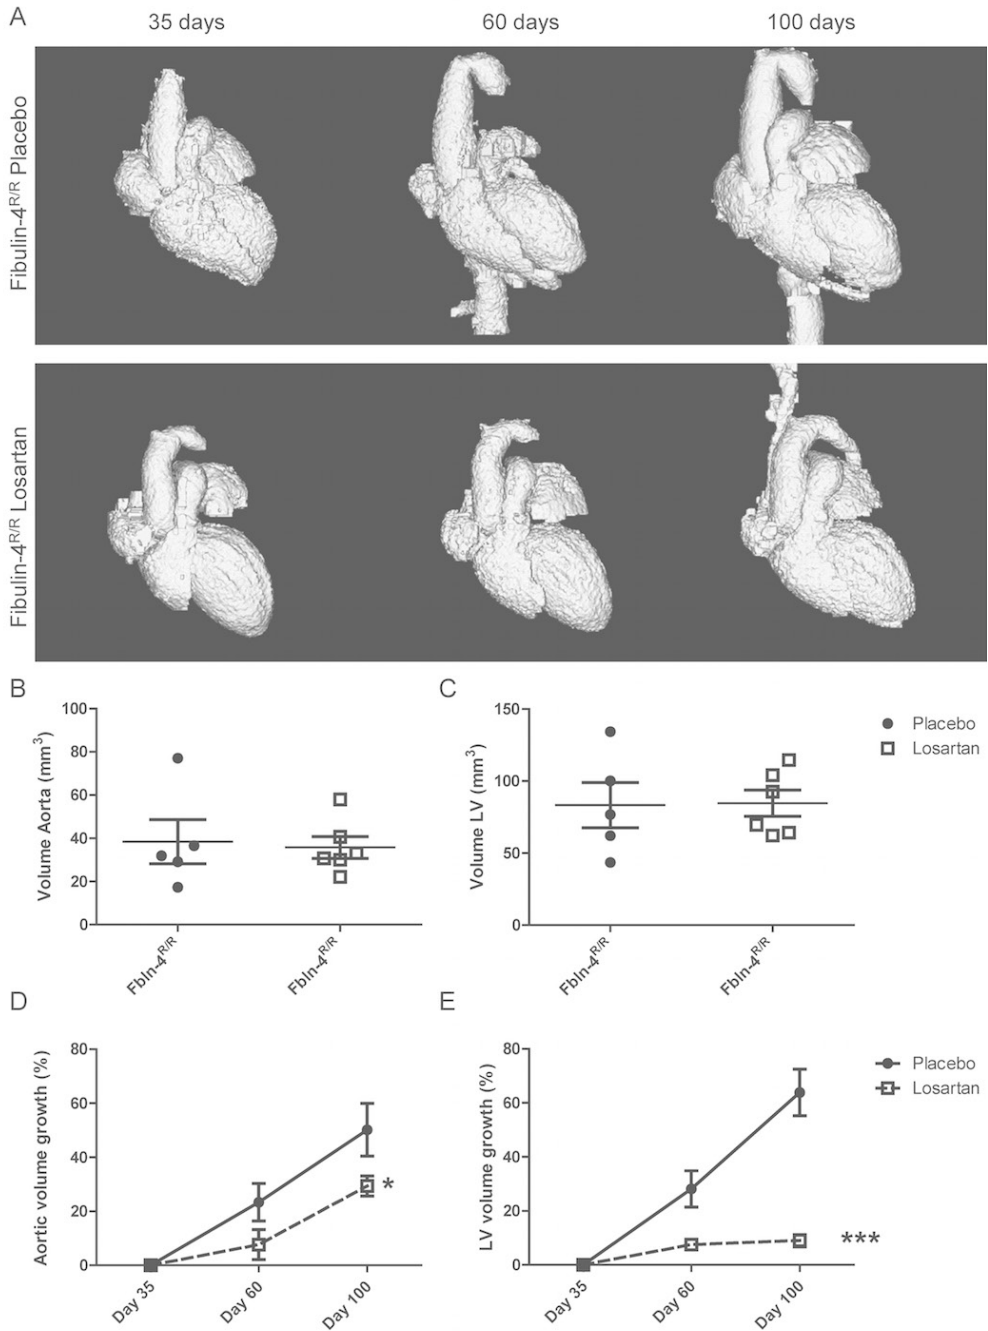 A
35 days
60 days
100 days
Fibulin-4R/R Placebo
Fibulin-4R/R Losartan
B
Volume Aorta (mm3)
100
80
60
40
20
0
Fbln-4R/R
Fbln-4R/R
C
Volume LV (mm3)
150
100
50
0
Fbln-4R/R
Fbln-4R/R
Placebo
Losartan
D
Aortic volume growth (%)
80
60
40
20
0
Day 35
Day 60
Day 100
*
E
LV volume growth (%)
80
60
40
20
0
Day 35
Day 60
Day 100
***
Placebo
Losartan